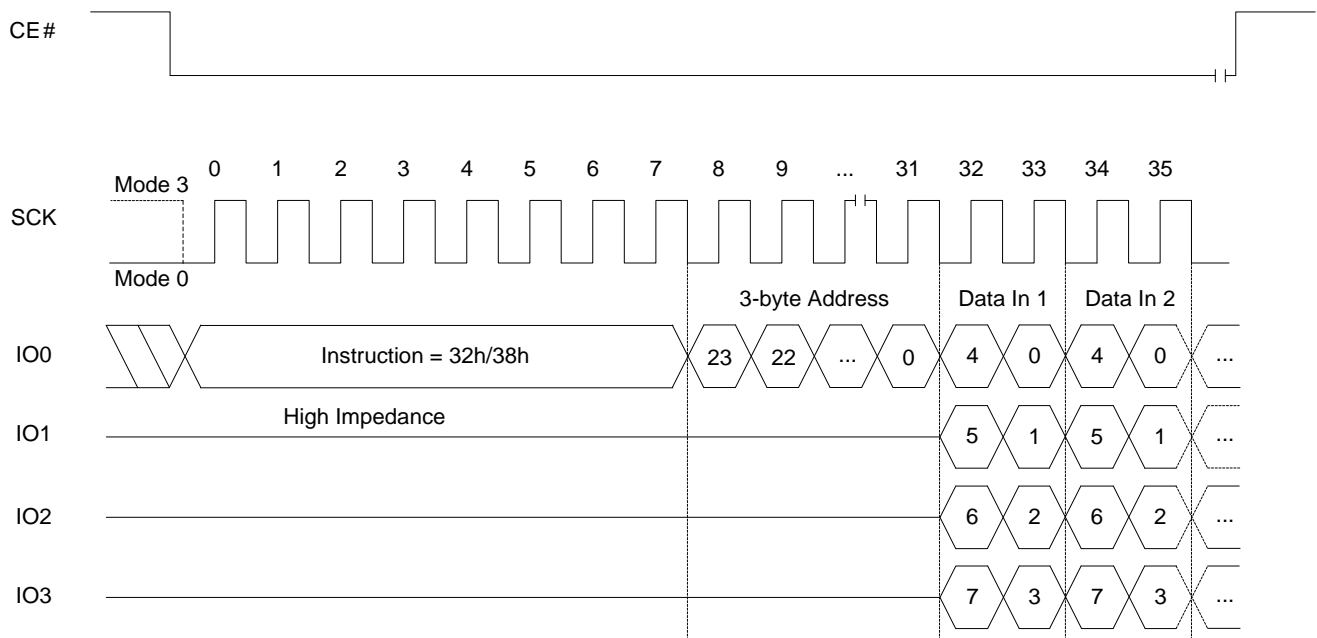 CE#
0 1 2 3 4 5 6 7 8 9 ... 31 32 33 34 35
Mode 3
SCK
Mode 0
3-byte Address Data In 1 Data In 2
IO0 Instruction = 32h/38h 23 22 ... 0 4 0 4 0 ...
High Impedance
IO1 5 1 5 1 ...
IO2 6 2 6 2 ...
IO3 7 3 7 3 ...